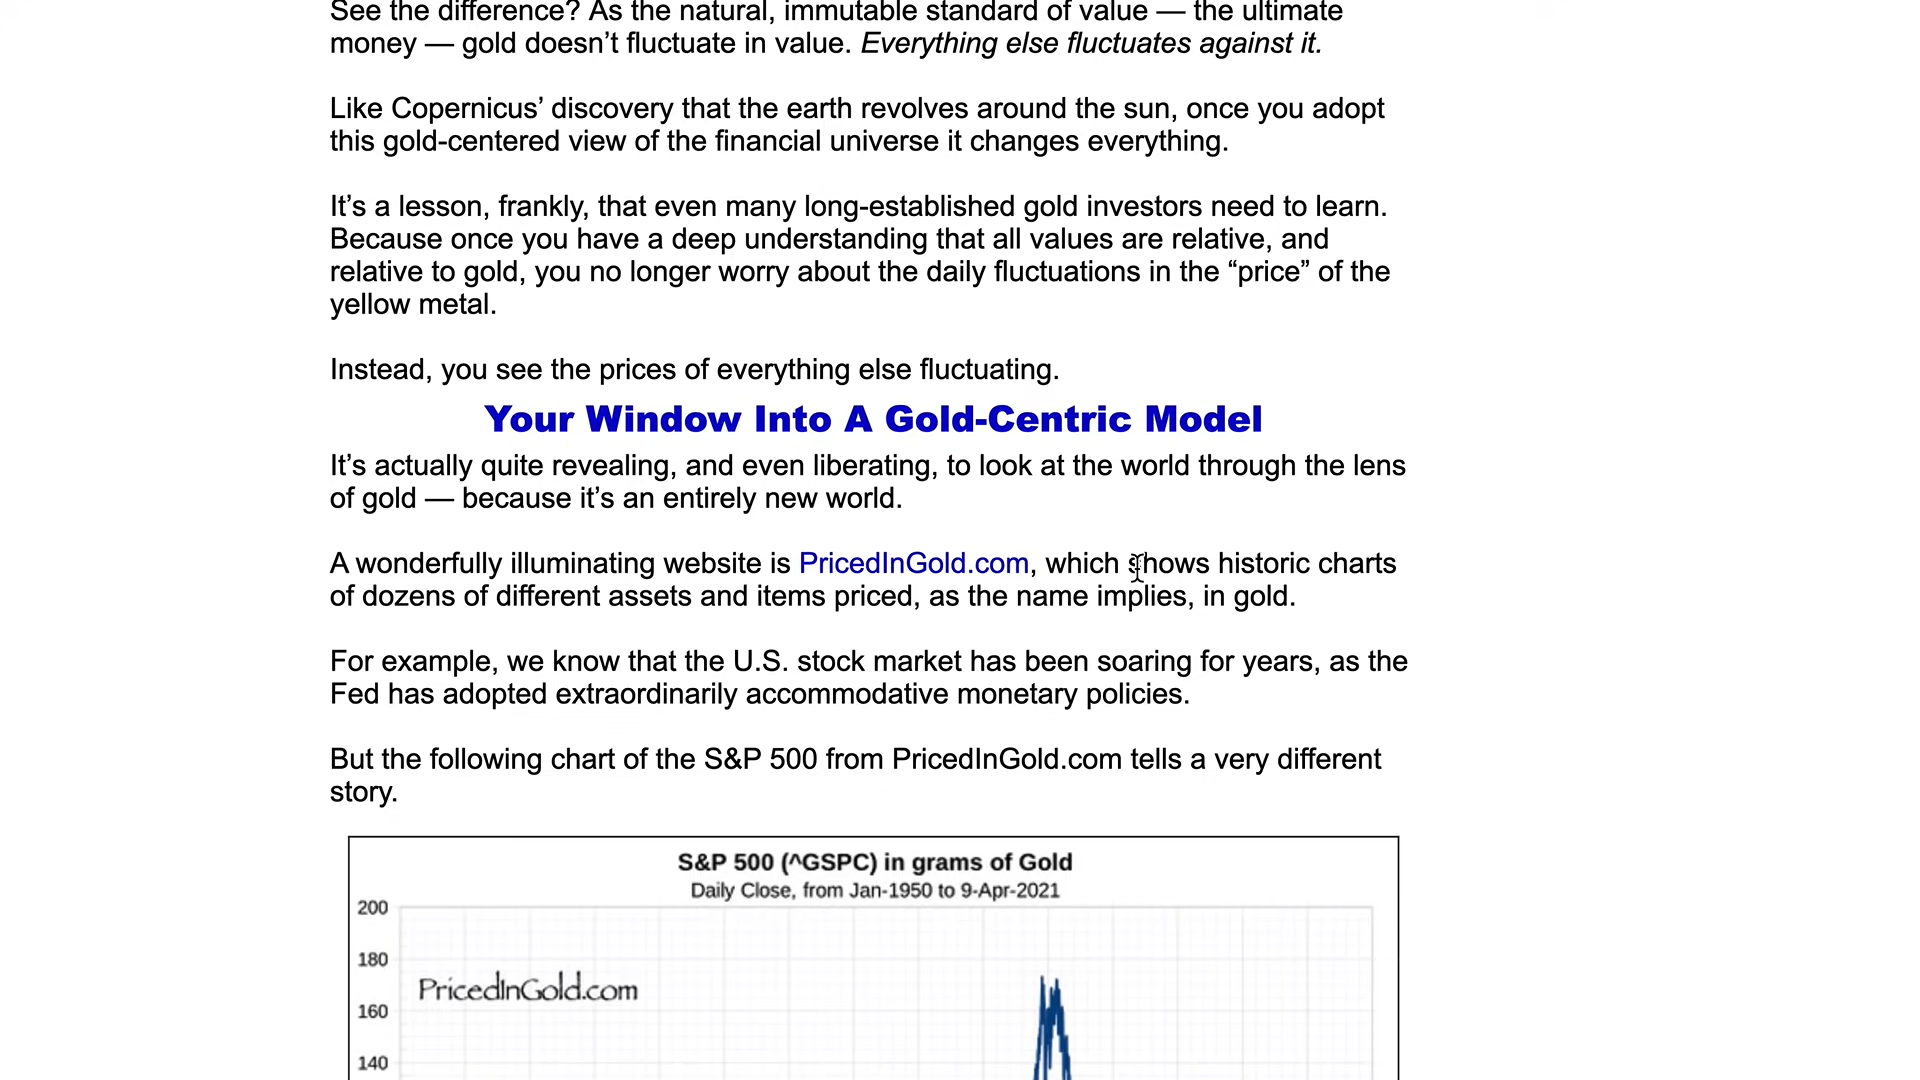 See the difference? As the natural, immutable standard of value — the ultimate
money — gold doesn’t fluctuate in value. Everything else fluctuates against it.
Like Copernicus’ discovery that the earth revolves around the sun, once you adopt
this gold-centered view of the financial universe it changes everything.
It’s a lesson, frankly, that even many long-established gold investors need to learn.
Because once you have a deep understanding that all values are relative, and
relative to gold, you no longer worry about the daily fluctuations in the “price” of the
yellow metal.
Instead, you see the prices of everything else fluctuating.
Your Window Into A Gold-Centric Model
It’s actually quite revealing, and even liberating, to look at the world through the lens
of gold — because it’s an entirely new world.
A wonderfully illuminating website is PricedInGold.com, which shows historic charts
of dozens of different assets and items priced, as the name implies, in gold.
For example, we know that the U.S. stock market has been soaring for years, as the
Fed has adopted extraordinarily accommodative monetary policies.
But the following chart of the S&P 500 from PricedInGold.com tells a very different
story.
S&P 500 (^GSPC) in grams of Gold
Daily Close, from Jan-1950 to 9-Apr-2021
200
180
PricedInGold.com
160
140